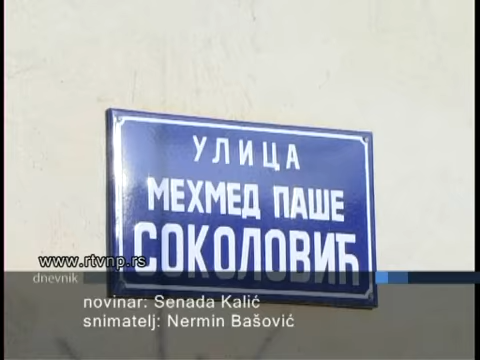 УЛИЦА
МЕХМЕД ПАШЕ
СОКОЛОВИЋ
www.rtvnp.rs
dnevnik
novinar: Senada Kalić
snimatelj: Nermin Bašović